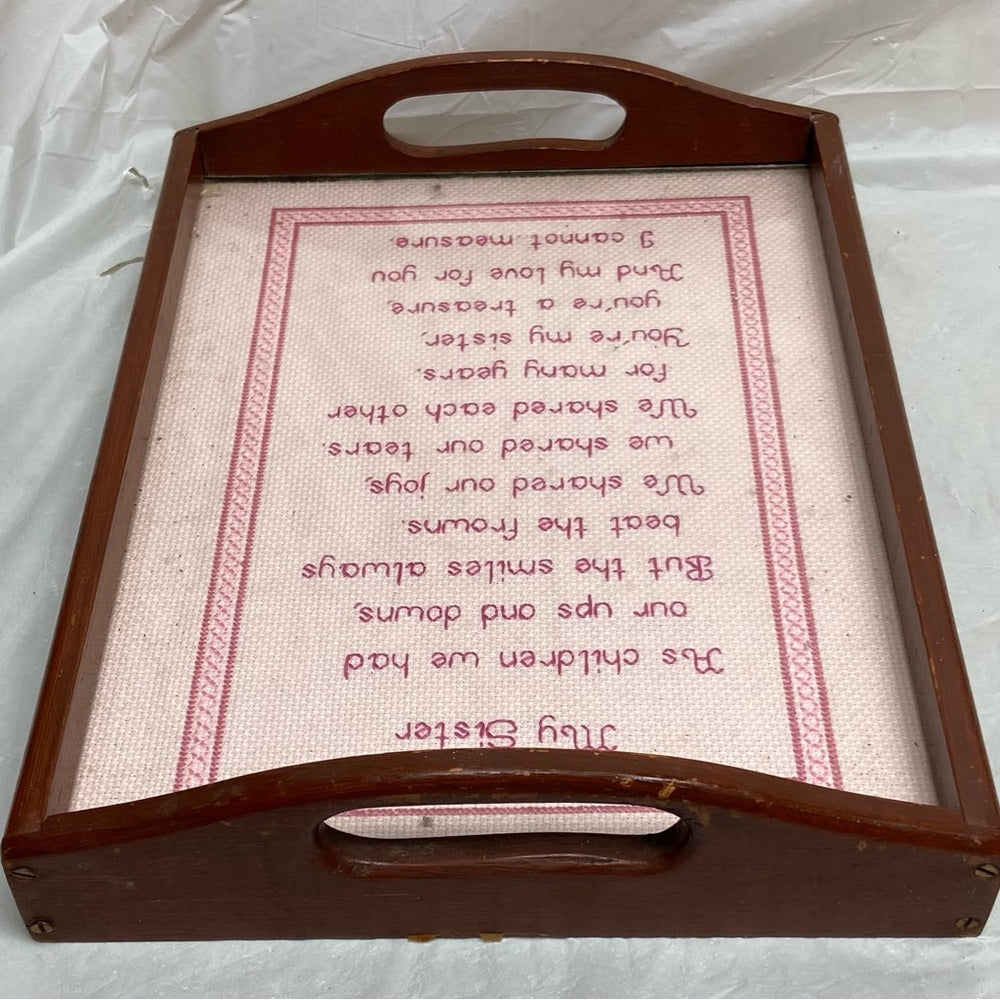 My Sister
As children we had
our ups and downs,
But the smiles always
beat the frowns.
We shared our joys,
we shared our tears.
We shared each other
for many years.
You're my sister,
you're a treasure,
And my love for you
I cannot measure.